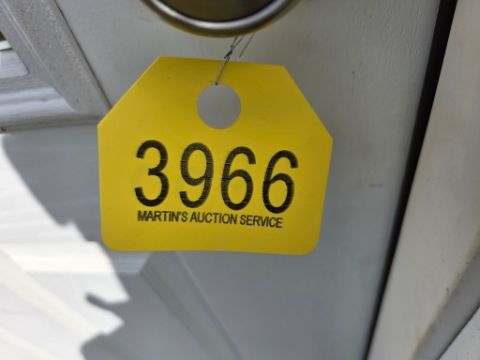 3966
MARTIN'S AUCTION SERVICE